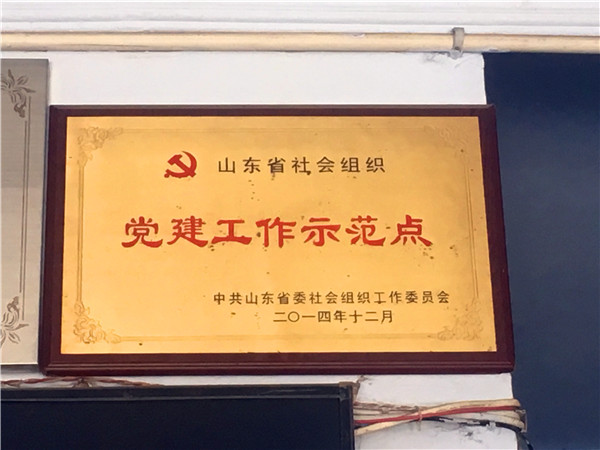 山东省社会组织
党建工作示范点
中共山东省委社会组织工作委员会
二〇一四年十二月